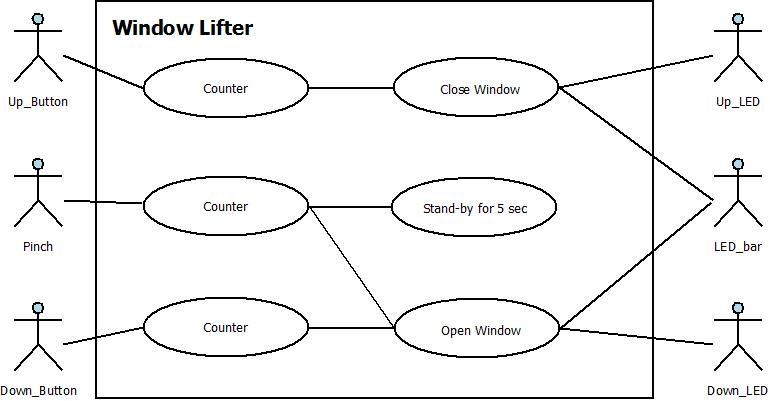 Window Lifter
Up_Button
Counter
Close Window
Up_LED
Pinch
Counter
Stand-by for 5 sec
LED_bar
Down_Button
Counter
Open Window
Down_LED